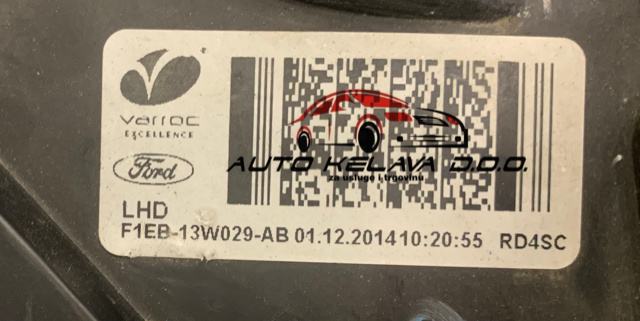 varroc
EXCELLENCE
Ford
AUTO KELAVA D.O.O.
za usluge i trgovinu
LHD
F1EB-13W029-AB 01.12.2014 10:20:55 RD4SC